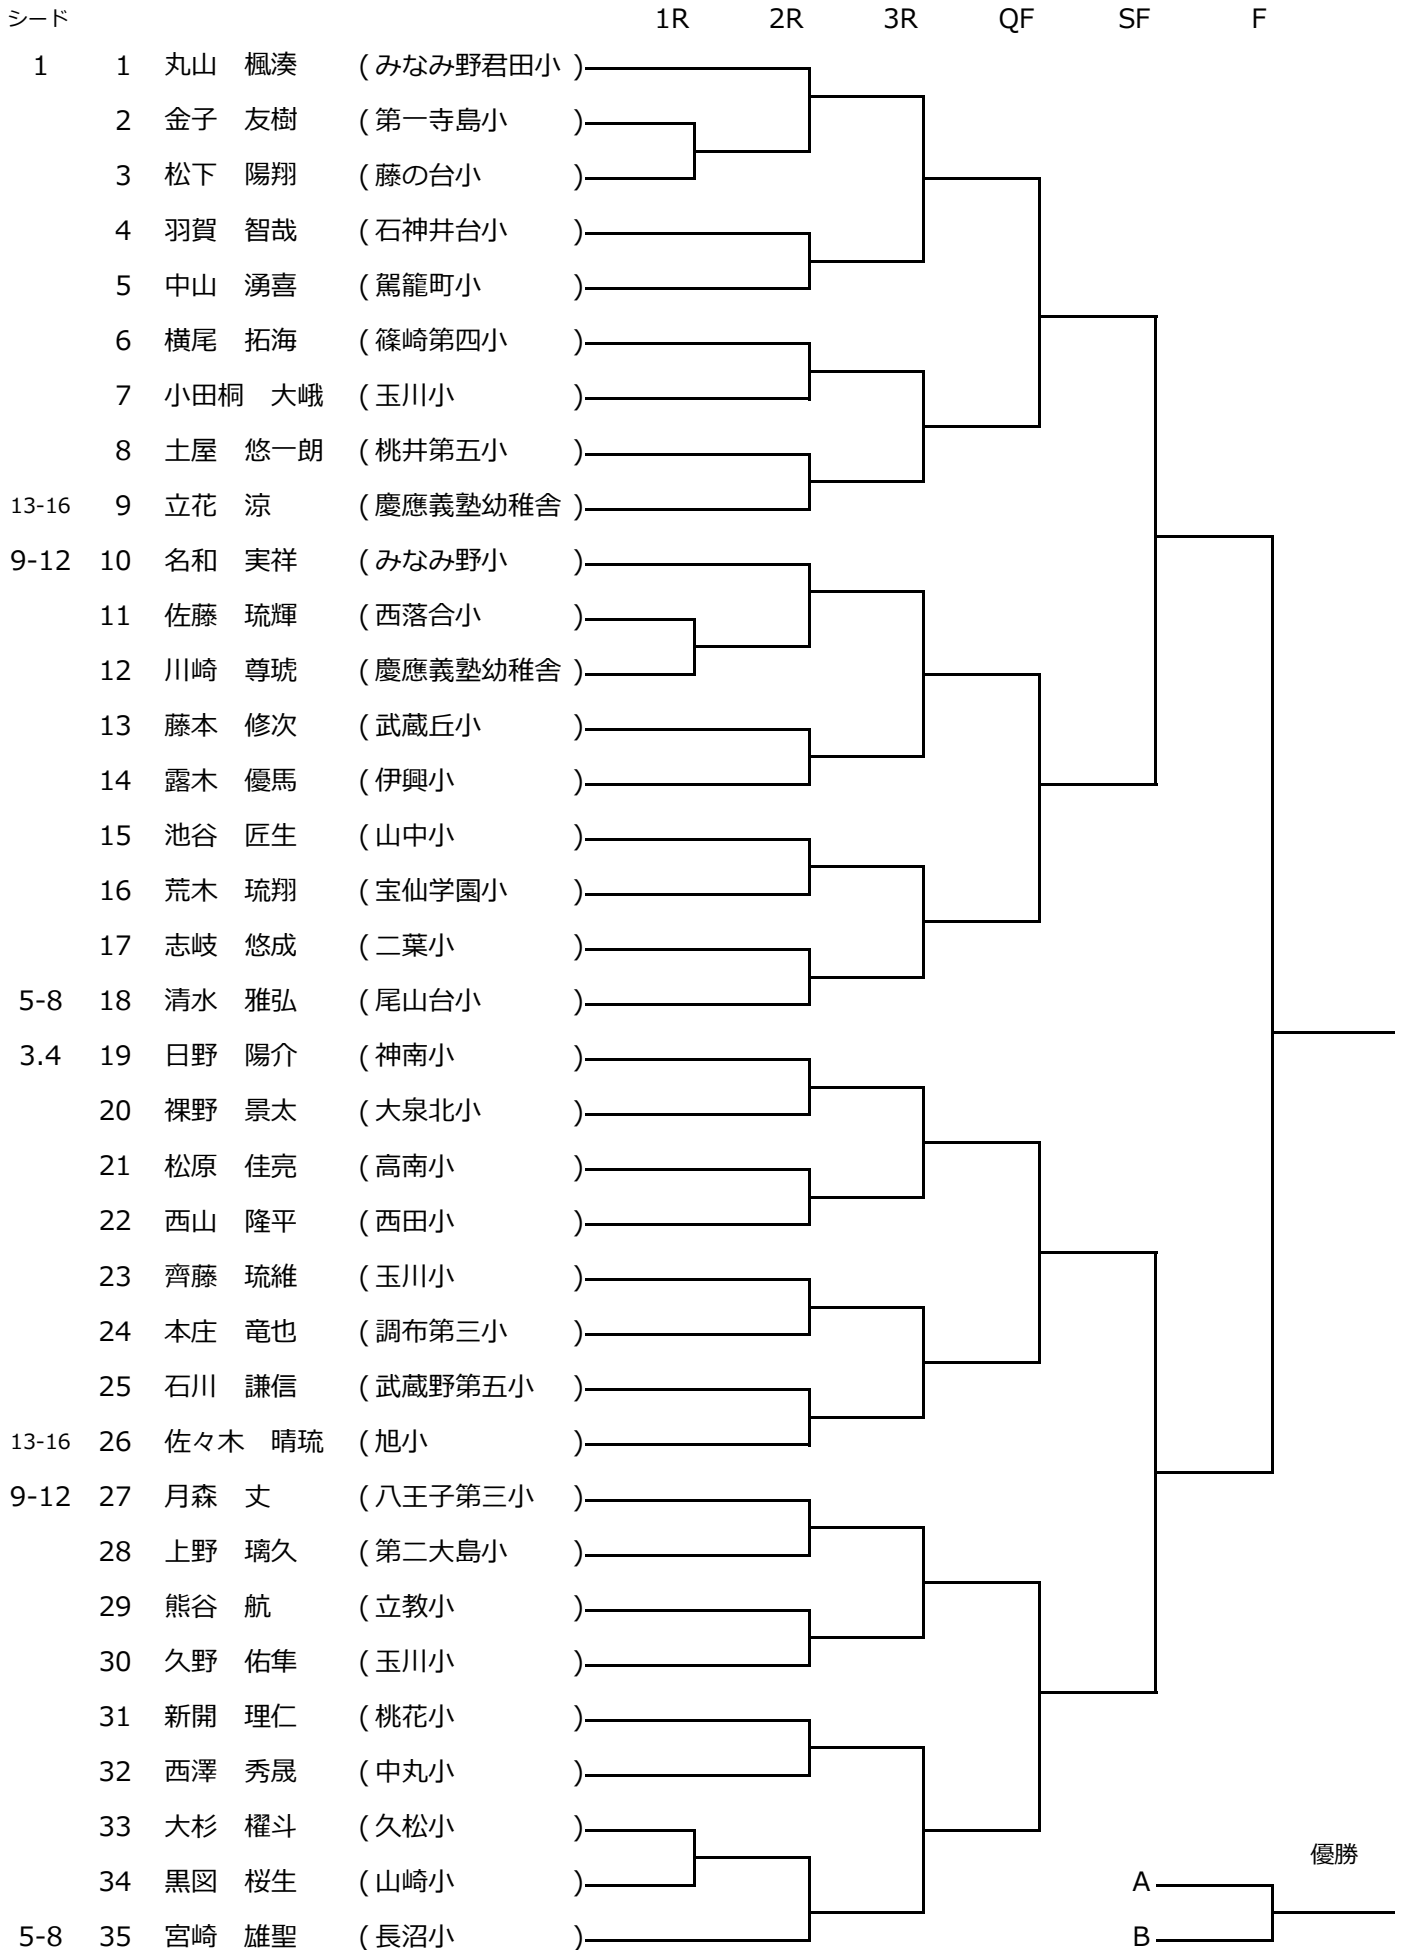 シード 1R 2R 3R QF SF F
1 1 丸山 楓湊 ( みなみ野君田小 )
2 金子 友樹 ( 第一寺島小 )
3 松下 陽翔 ( 藤の台小 )
4 羽賀 智哉 ( 石神井台小 )
5 中山 湧喜 ( 駕籠町小 )
6 横尾 拓海 ( 篠崎第四小 )
7 小田桐 大峨 ( 玉川小 )
8 土屋 悠一朗 ( 桃井第五小 )
13-16 9 立花 涼 ( 慶應義塾幼稚舎 )
9-12 10 名和 実祥 ( みなみ野小 )
11 佐藤 琉輝 ( 西落合小 )
12 川崎 尊琥 ( 慶應義塾幼稚舎 )
13 藤本 修次 ( 武蔵丘小 )
14 露木 優馬 ( 伊興小 )
15 池谷 匠生 ( 山中小 )
16 荒木 琉翔 ( 宝仙学園小 )
17 志岐 悠成 ( 二葉小 )
5-8 18 清水 雅弘 ( 尾山台小 )
3.4 19 日野 陽介 ( 神南小 )
20 裸野 景太 ( 大泉北小 )
21 松原 佳亮 ( 高南小 )
22 西山 隆平 ( 西田小 )
23 齊藤 琉維 ( 玉川小 )
24 本庄 竜也 ( 調布第三小 )
25 石川 謙信 ( 武蔵野第五小 )
13-16 26 佐々木 晴琉 ( 旭小 )
9-12 27 月森 丈 ( 八王子第三小 )
28 上野 璃久 ( 第二大島小 )
29 熊谷 航 ( 立教小 )
30 久野 佑隼 ( 玉川小 )
31 新開 理仁 ( 桃花小 )
32 西澤 秀晟 ( 中丸小 )
33 大杉 櫂斗 ( 久松小 )
優勝
34 黒図 桜生 ( 山崎小 ) A
5-8 35 宮崎 雄聖 ( 長沼小 ) B